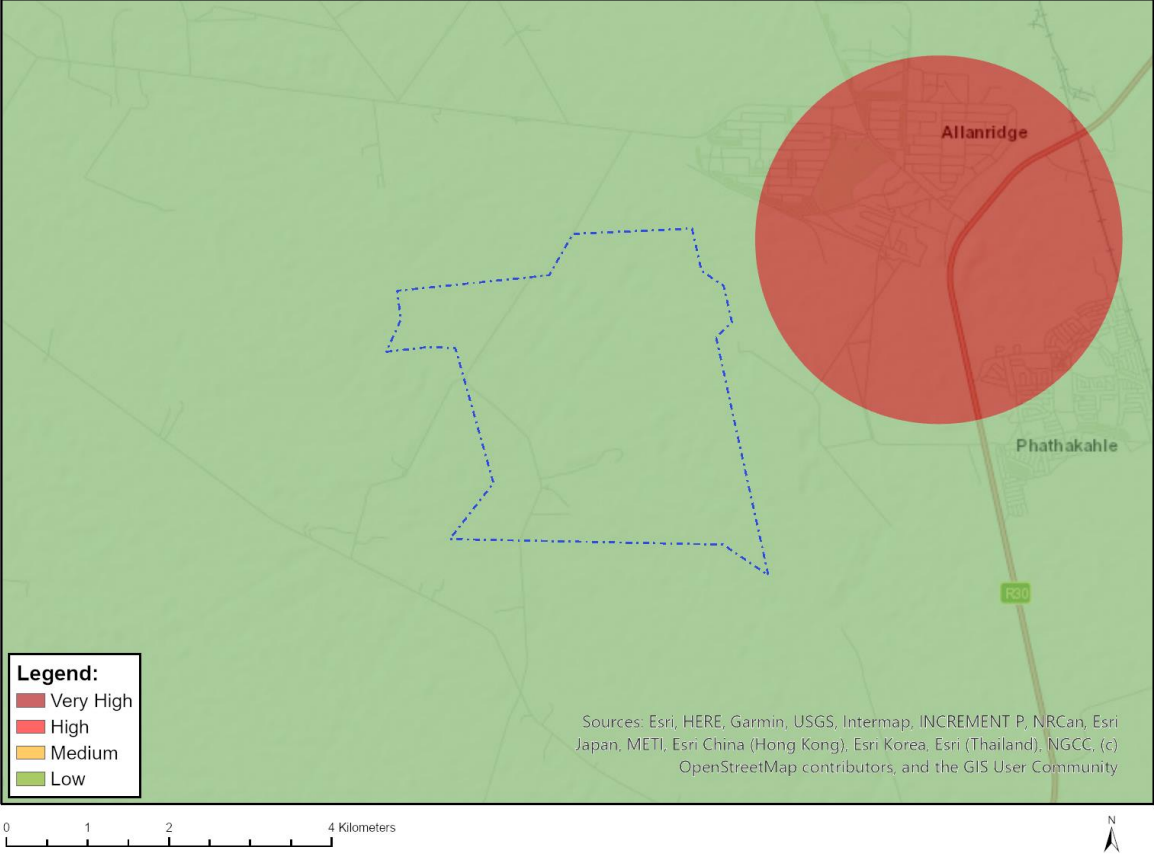 Allanridge
Phathakahle
R30
Legend:
Very High
High
Medium
Low
Sources: Esri, HERE, Garmin, USGS, Intermap, INCREMENT P, NRCan, Esri
Japan, METI, Esri China (Hong Kong), Esri Korea, Esri (Thailand), NGCC, (c)
OpenStreetMap contributors, and the GIS User Community
0 1 2 4 Kilometers
N